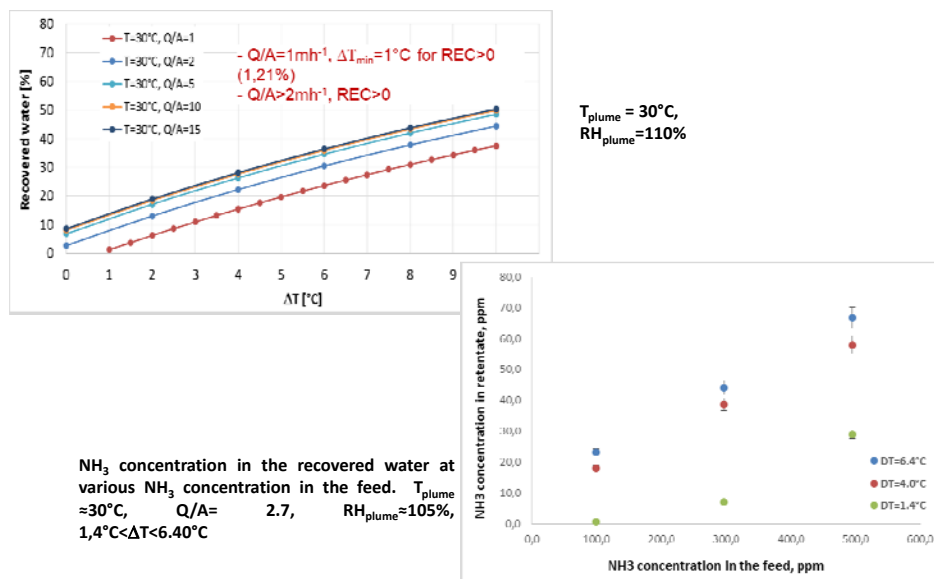 80
70
60
50
40
30
20
10
0
Recovered water [%]
T=30°C, Q/A=1
T=30°C, Q/A=2
T=30°C, Q/A=5
T=30°C, Q/A=10
T=30°C, Q/A=15
- Q/A=1mh-1, ΔTmin=1°C for REC>0
(1,21%)
- Q/A>2mh-1, REC>0
0 1 2 3 4 5 6 7 8 9
ΔT [°C]
Tplume = 30°C,
RHplume=110%
80,0
70,0
60,0
50,0
40,0
30,0
20,0
10,0
0,0
NH3 concentration in retentate, ppm
DT=6.4°C
DT=4.0°C
DT=1.4°C
0,0 100,0 200,0 300,0 400,0 500,0 600,0
NH3 concentration in the feed, ppm
NH3 concentration in the recovered water at
various NH3 concentration in the feed. Tplume
≈30°C, Q/A= 2.7, RHplume≈105%,
1,4°C<ΔT<6.40°C